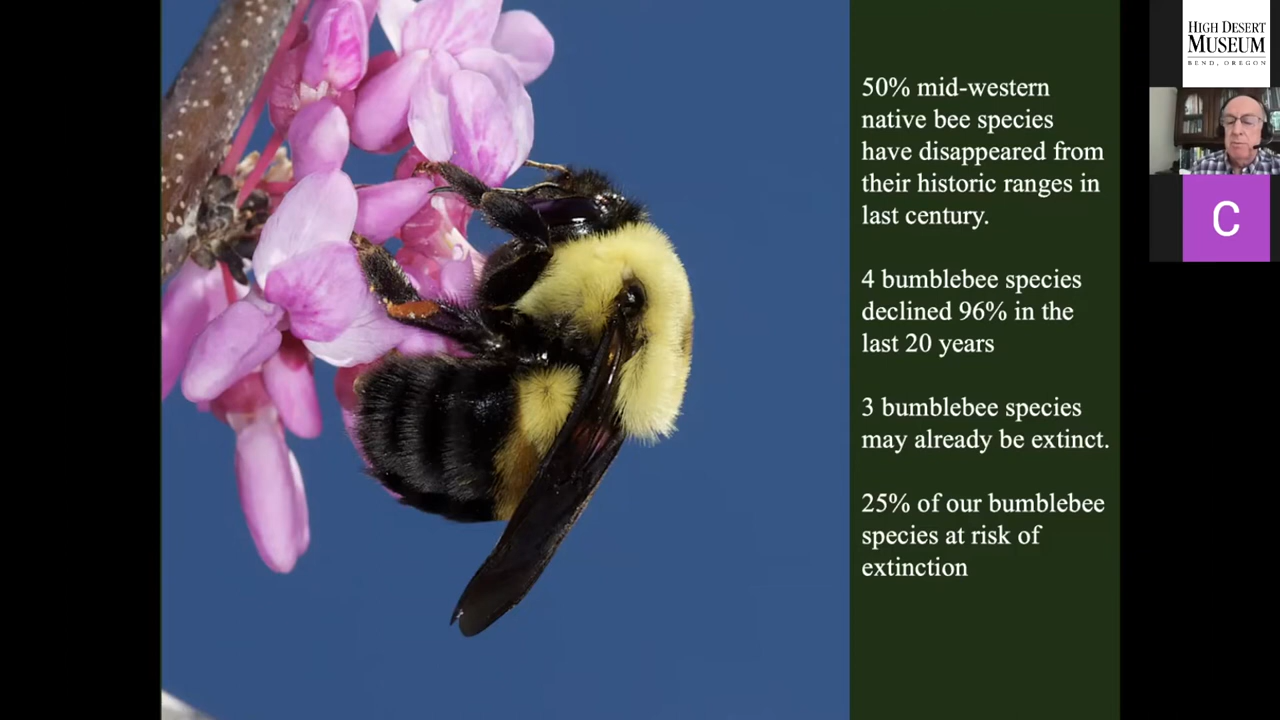 50% mid-western
native bee species
have disappeared from
their historic ranges in
last century.
4 bumblebee species
declined 96% in the
last 20 years
3 bumblebee species
may already be extinct.
25% of our bumblebee
species at risk of
extinction
HIGH DESERT
MUSEUM
BEND, OREGON
C